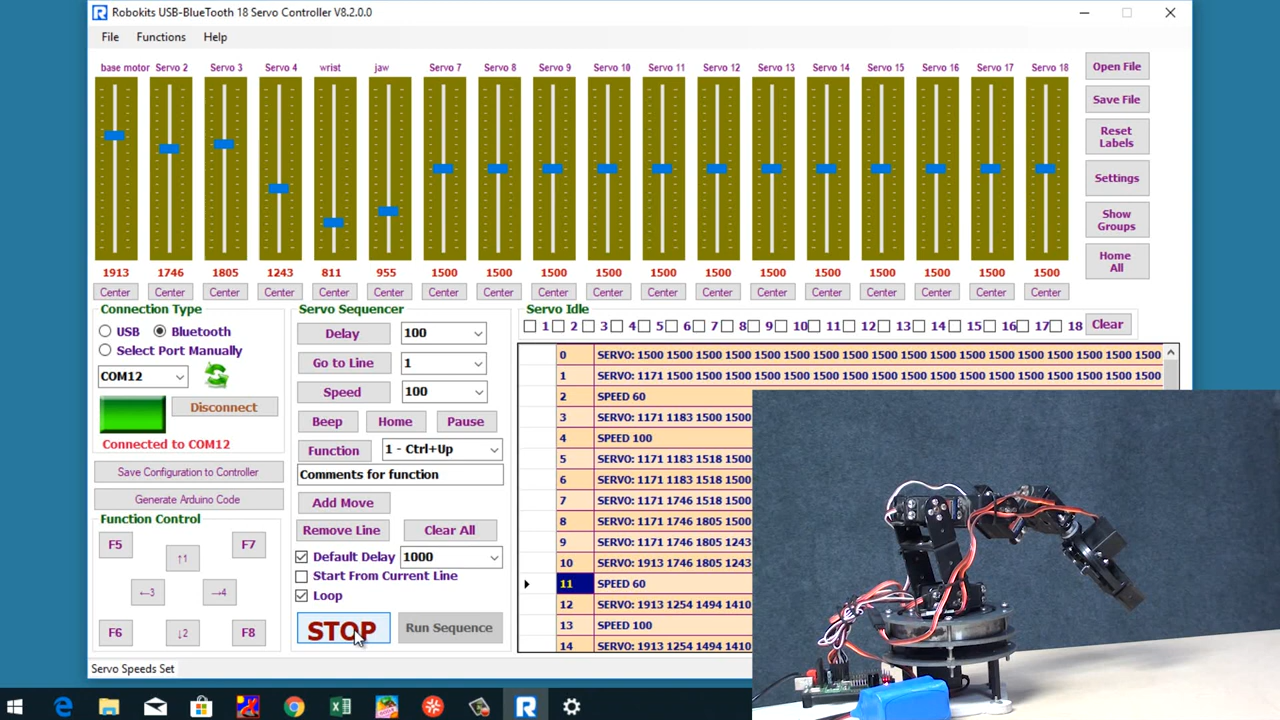 Robokits USB-BlueTooth 18 Servo Controller V8.2.0.0
File Functions Help
base motor Servo 2 Servo 3 Servo 4 wrist jaw Servo 7 Servo 8 Servo 9 Servo 10 Servo 11 Servo 12 Servo 13 Servo 14 Servo 15 Servo 16 Servo 17 Servo 18
Open File
Save File
Reset
Labels
Settings
Show
Groups
Home
All
1913 1746 1805 1243 811 955 1500 1500 1500 1500 1500 1500 1500 1500 1500 1500 1500 1500
Center Center Center Center Center Center Center Center Center Center Center Center Center Center Center Center Center Center
Connection Type
USB Bluetooth
Select Port Manually
COM12
Disconnect
Connected to COM12
Save Configuration to Controller
Generate Arduino Code
Function Control
F5 F7
↑1
←3 →4
F6 ↓2 F8
Servo Sequencer
Delay 100
Go to Line 1
Speed 100
Beep Home Pause
Function 1 - Ctrl+Up
Comments for function
Add Move
Remove Line Clear All
Default Delay 1000
Start From Current Line
Loop
STOP Run Sequence
Servo Idle
1 2 3 4 5 6 7 8 9 10 11 12 13 14 15 16 17 18 Clear
0 SERVO: 1500 1500 1500 1500 1500 1500 1500 1500 1500 1500 1500 1500 1500 1500 1500 1500 1500 1500
1 SERVO: 1171 1500 1500 1500 1500 1500 1500 1500 1500 1500 1500 1500 1500 1500 1500 1500 1500 1500
2 SPEED 60
3 SERVO: 1171 1183 1500 1500
4 SPEED 100
5 SERVO: 1171 1183 1518 1500
6 SERVO: 1171 1183 1518 1500
7 SERVO: 1171 1746 1518 1500
8 SERVO: 1171 1746 1805 1500
9 SERVO: 1171 1746 1805 1243
10 SERVO: 1913 1746 1805 1243
11 SPEED 60
12 SERVO: 1913 1254 1494 1410
13 SPEED 100
14 SERVO: 1913 1254 1494 1410
Servo Speeds Set